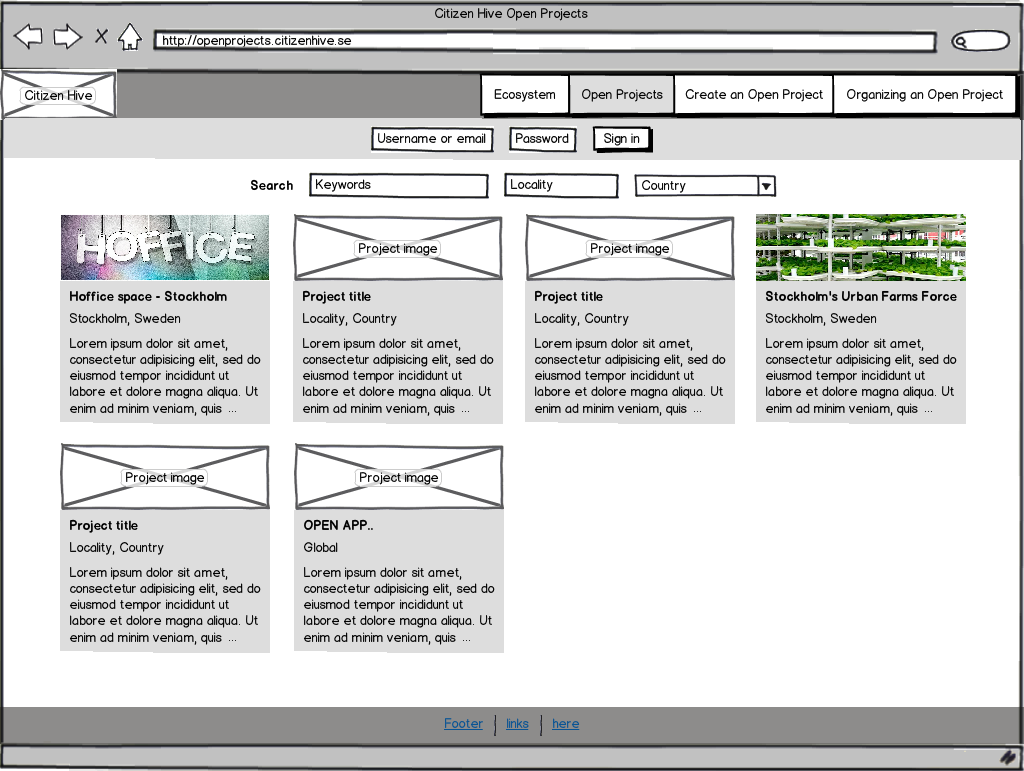 Citizen Hive Open Projects
http://openprojects.citizenhive.se
Citizen Hive
Ecosystem
Open Projects
Create an Open Project
Organizing an Open Project
Username or email
Password
Sign in
Search
Keywords
Locality
Country
HOFFICE
Hoffice space - Stockholm
Stockholm, Sweden
Lorem ipsum dolor sit amet,
consectetur adipisicing elit, sed do
eiusmod tempor incididunt ut
labore et dolore magna aliqua. Ut
enim ad minim veniam, quis ...
Project image
Project title
Locality, Country
Lorem ipsum dolor sit amet,
consectetur adipisicing elit, sed do
eiusmod tempor incididunt ut
labore et dolore magna aliqua. Ut
enim ad minim veniam, quis ...
Project image
Project title
Locality, Country
Lorem ipsum dolor sit amet,
consectetur adipisicing elit, sed do
eiusmod tempor incididunt ut
labore et dolore magna aliqua. Ut
enim ad minim veniam, quis ...
Stockholm's Urban Farms Force
Stockholm, Sweden
Lorem ipsum dolor sit amet,
consectetur adipisicing elit, sed do
eiusmod tempor incididunt ut
labore et dolore magna aliqua. Ut
enim ad minim veniam, quis ...
Project image
Project title
Locality, Country
Lorem ipsum dolor sit amet,
consectetur adipisicing elit, sed do
eiusmod tempor incididunt ut
labore et dolore magna aliqua. Ut
enim ad minim veniam, quis ...
Project image
OPEN APP..
Global
Lorem ipsum dolor sit amet,
consectetur adipisicing elit, sed do
eiusmod tempor incididunt ut
labore et dolore magna aliqua. Ut
enim ad minim veniam, quis ...
Footer | links | here